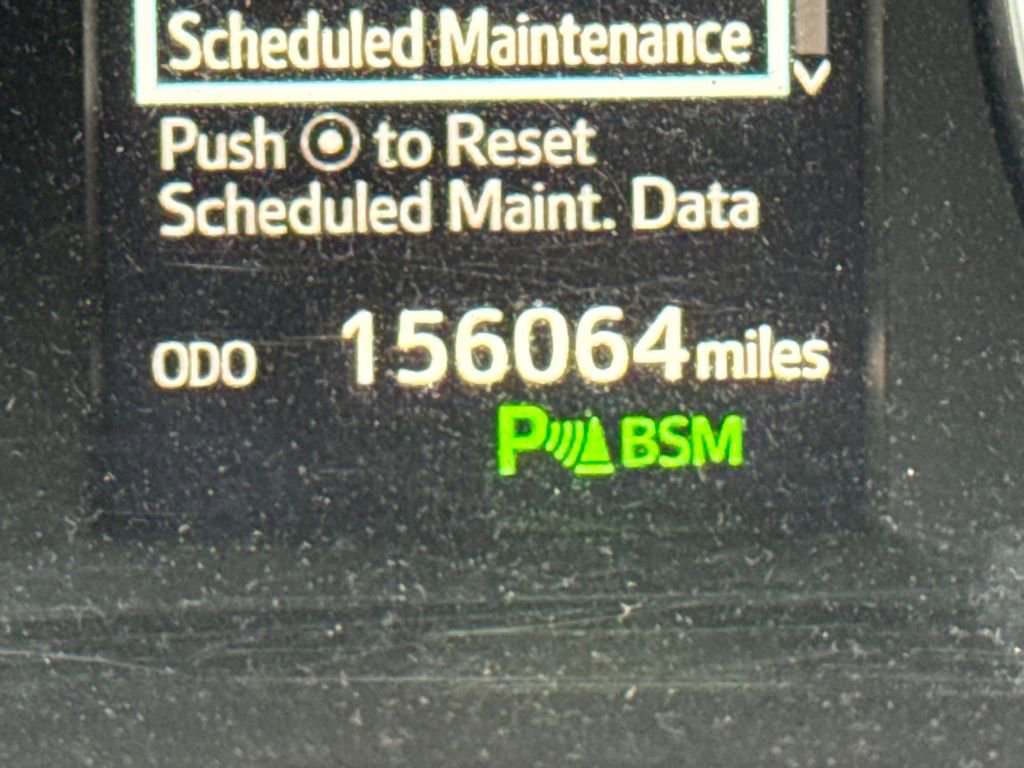 Scheduled Maintenance
Push to Reset
Scheduled Maint. Data
ODO 156064 miles
P BSM